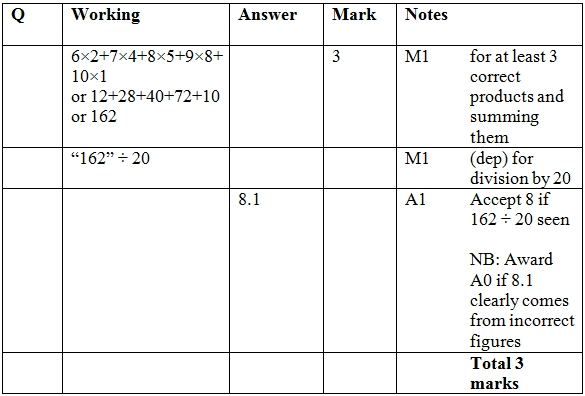 Q Working Answer Mark Notes
6×2+7×4+8×5+9×8+ 3 M1 for at least 3
10×1 correct
or 12+28+40+72+10 products and
or 162 summing
them
“162” ÷ 20 M1 (dep) for
division by 20
8.1 A1 Accept 8 if
162 ÷ 20 seen
NB: Award
A0 if 8.1
clearly comes
from incorrect
figures
Total 3
marks